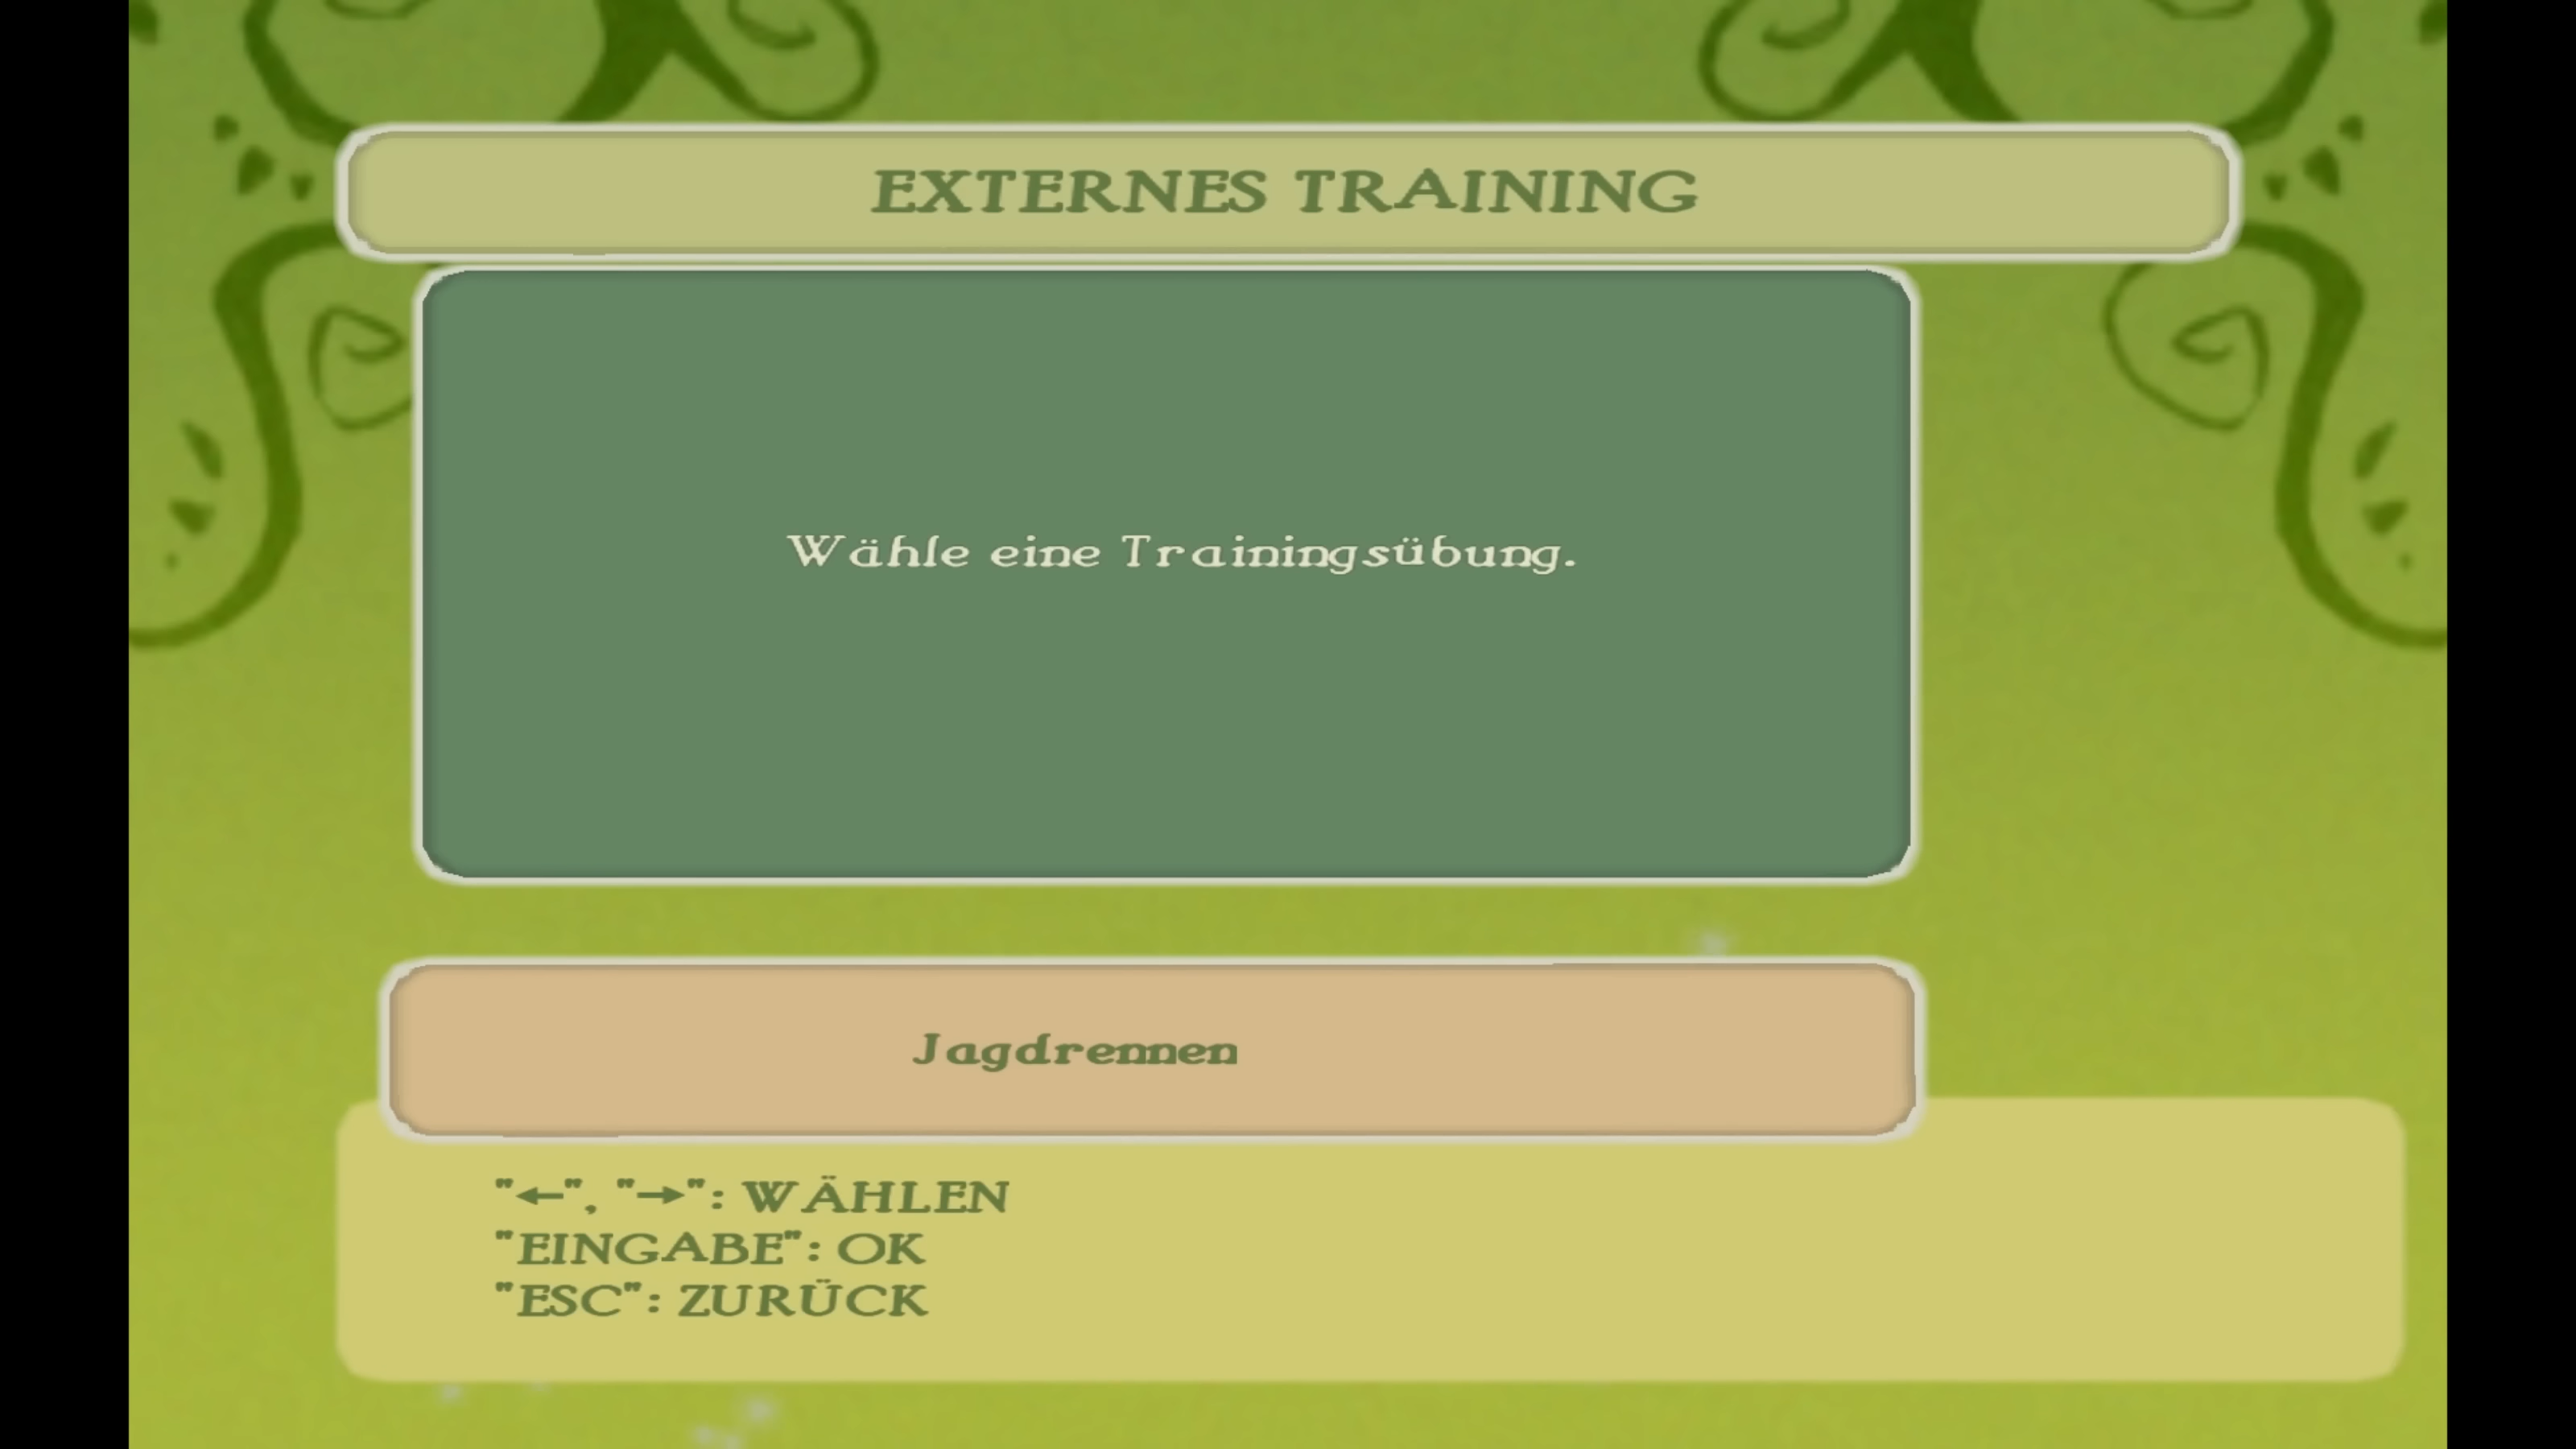 EXTERNES TRAINING
Wähle eine Trainingsübung.
Jagdrennen
"←", "→": WÄHLEN
"EINGABE": OK
"ESC": ZURÜCK